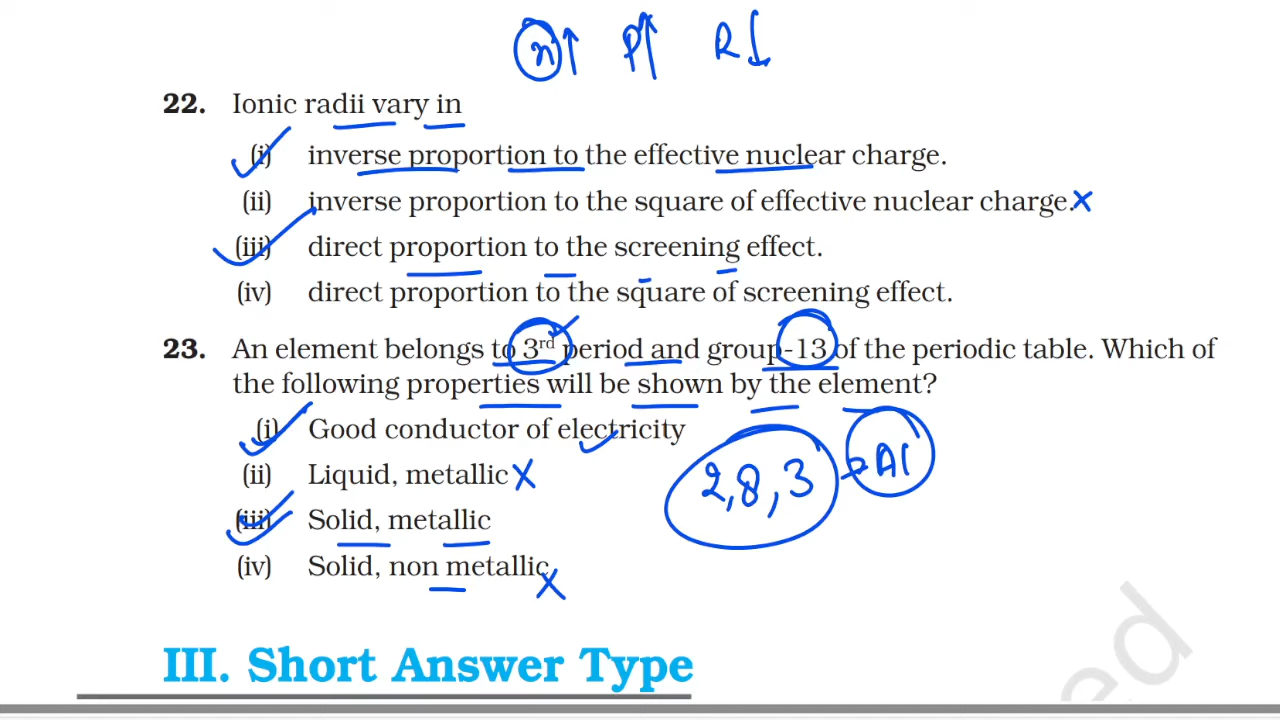 n↑ P↑ R↓
22. Ionic radii vary in
(i) inverse proportion to the effective nuclear charge.
(ii) inverse proportion to the square of effective nuclear charge.
(iii) direct proportion to the screening effect.
(iv) direct proportion to the square of screening effect.
23. An element belongs to 3rd period and group-13 of the periodic table. Which of
the following properties will be shown by the element?
(i) Good conductor of electricity
(ii) Liquid, metallic
2,8,3 Al
(iii) Solid, metallic
(iv) Solid, non metallic
III. Short Answer Type
ed